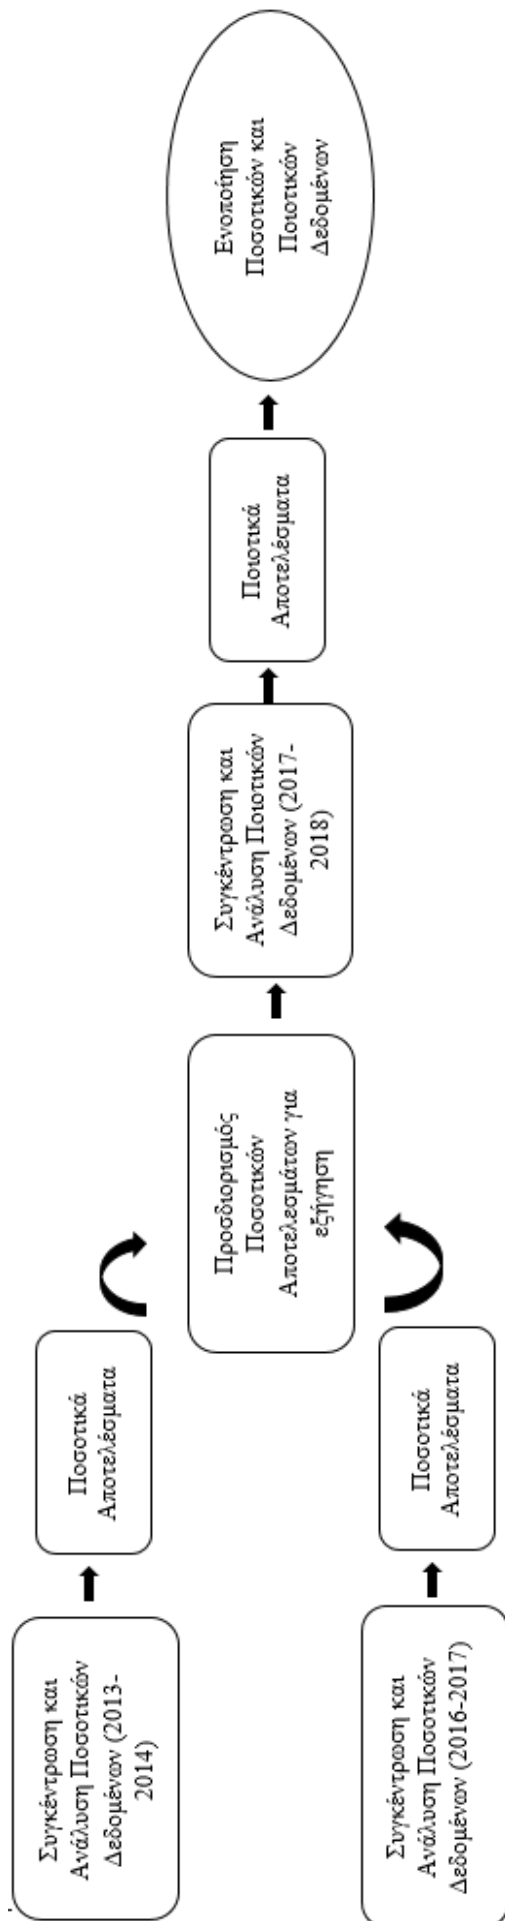 Συγκέντρωση και
Ανάλυση Ποσοτικών
Δεδομένων (2013-
2014)
Ποσοτικά
Αποτελέσματα
Συγκέντρωση και
Ανάλυση Ποσοτικών
Δεδομένων (2016-2017)
Ποσοτικά
Αποτελέσματα
Προσδιορισμός
Ποσοτικών
Αποτελεσμάτων για
εξήγηση
Συγκέντρωση και
Ανάλυση Ποιοτικών
Δεδομένων (2017-
2018)
Ποιοτικά
Αποτελέσματα
Ενοποίηση
Ποσοτικών και
Ποιοτικών
Δεδομένων